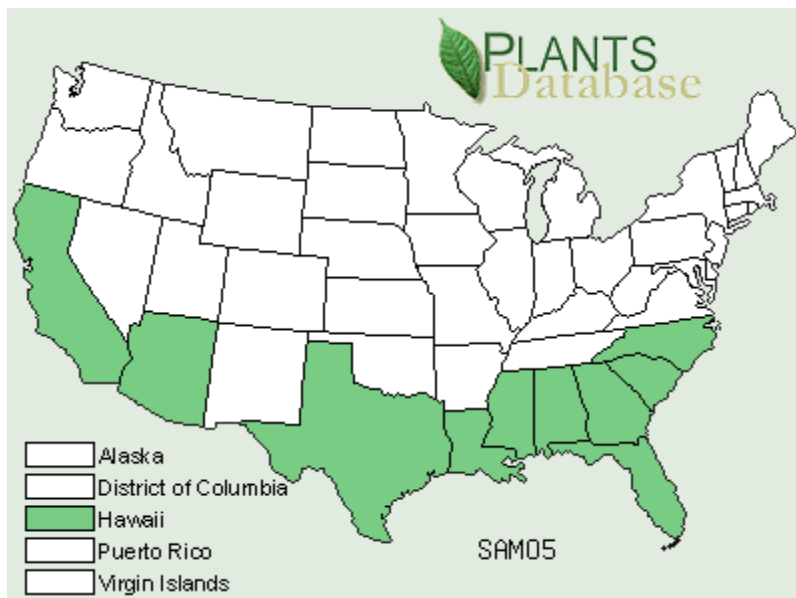 PLANTS
Database
Alaska
District of Columbia
Hawaii
Puerto Rico
Virgin Islands
SAMO5